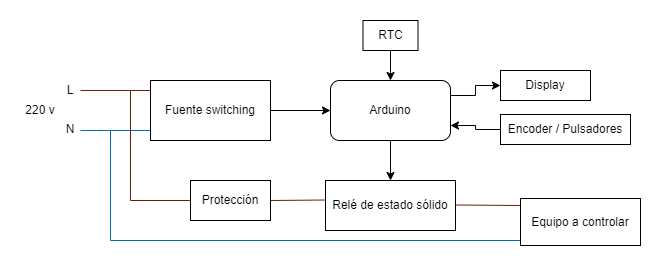 RTC
L
Fuente switching
Arduino
Display
220 v
N
Encoder / Pulsadores
Protección
Relé de estado sólido
Equipo a controlar